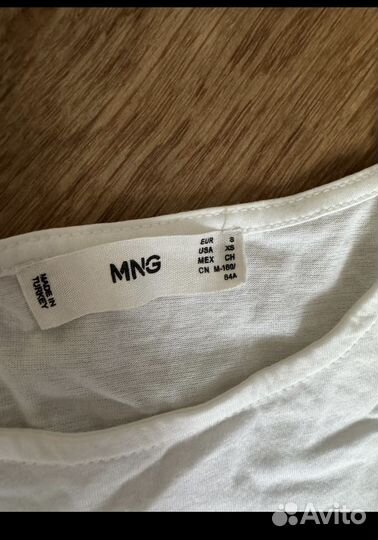 MADE IN
TURKEY
MNG
EUR S
USA XS
MEX CH
CN M-160/
84A
Avito